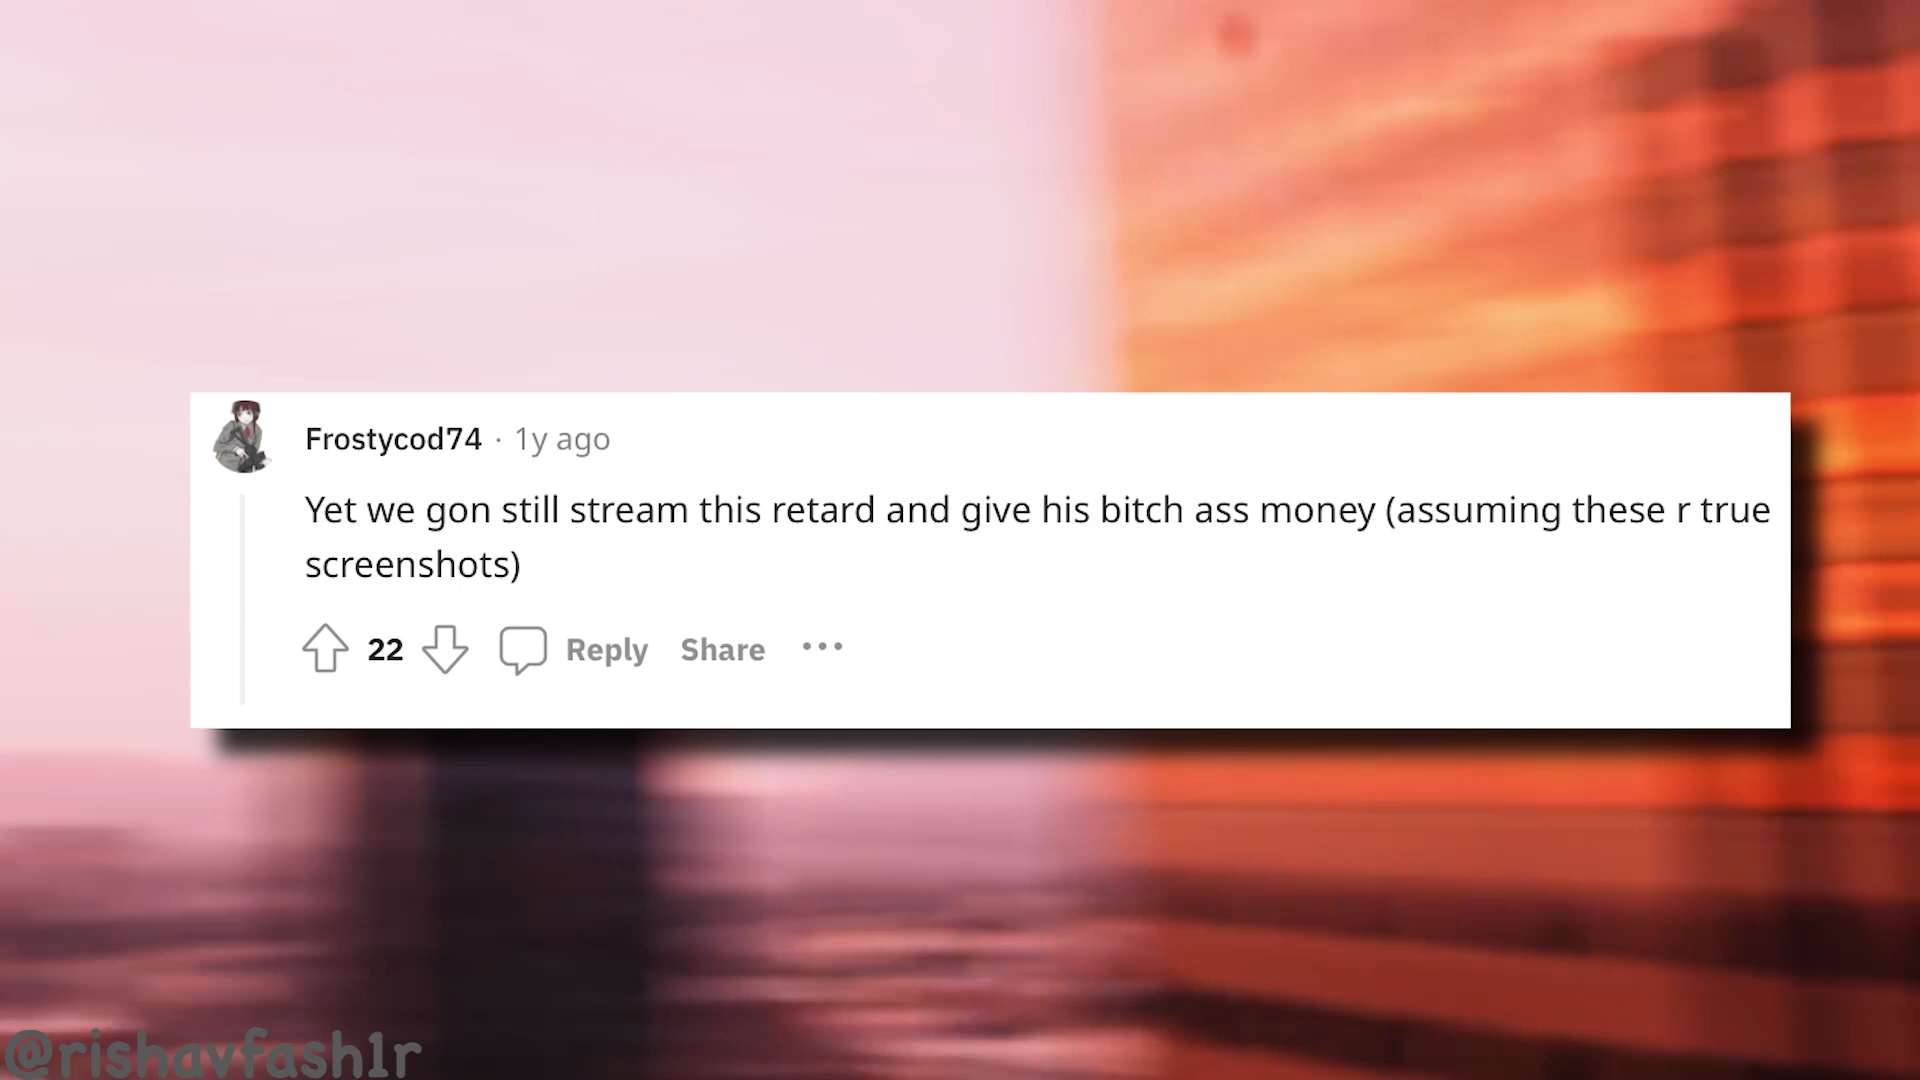 Frostycod74 · 1y ago
Yet we gon still stream this retard and give his bitch ass money (assuming these r true
screenshots)
22 Reply Share ···
@rishavfash1r